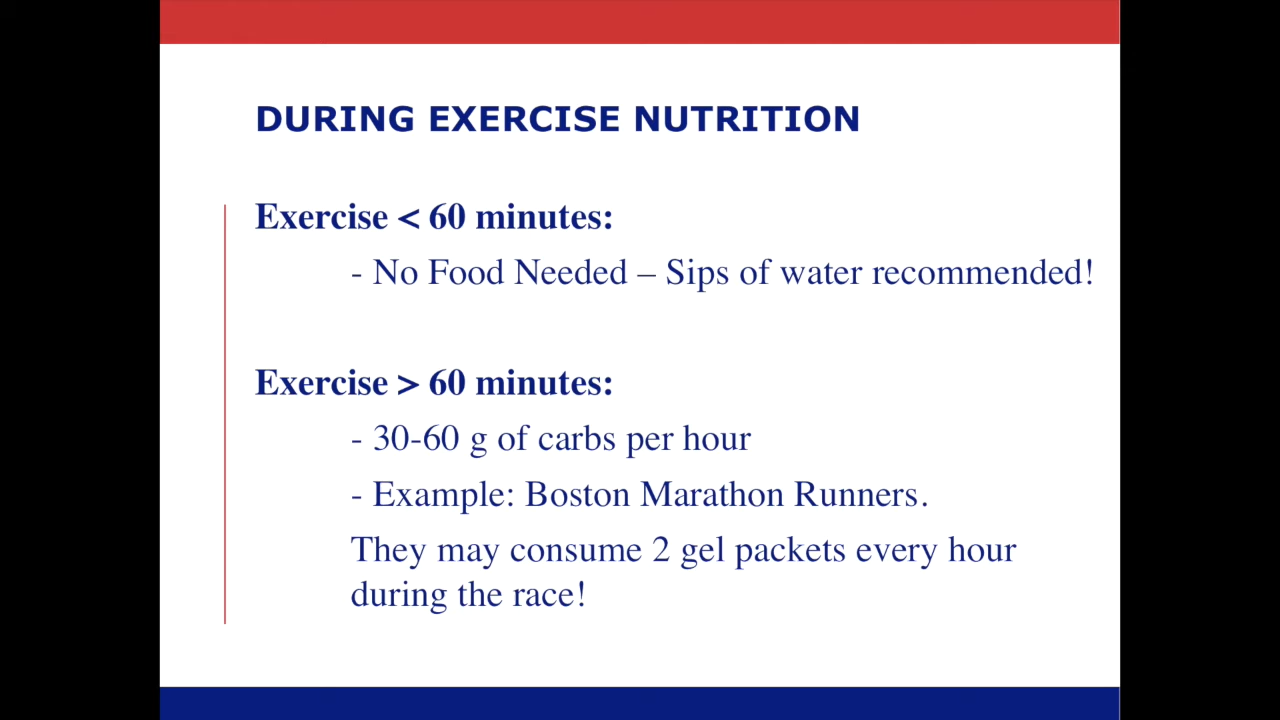 DURING EXERCISE NUTRITION
Exercise < 60 minutes:
- No Food Needed – Sips of water recommended!
Exercise > 60 minutes:
- 30-60 g of carbs per hour
- Example: Boston Marathon Runners.
They may consume 2 gel packets every hour
during the race!